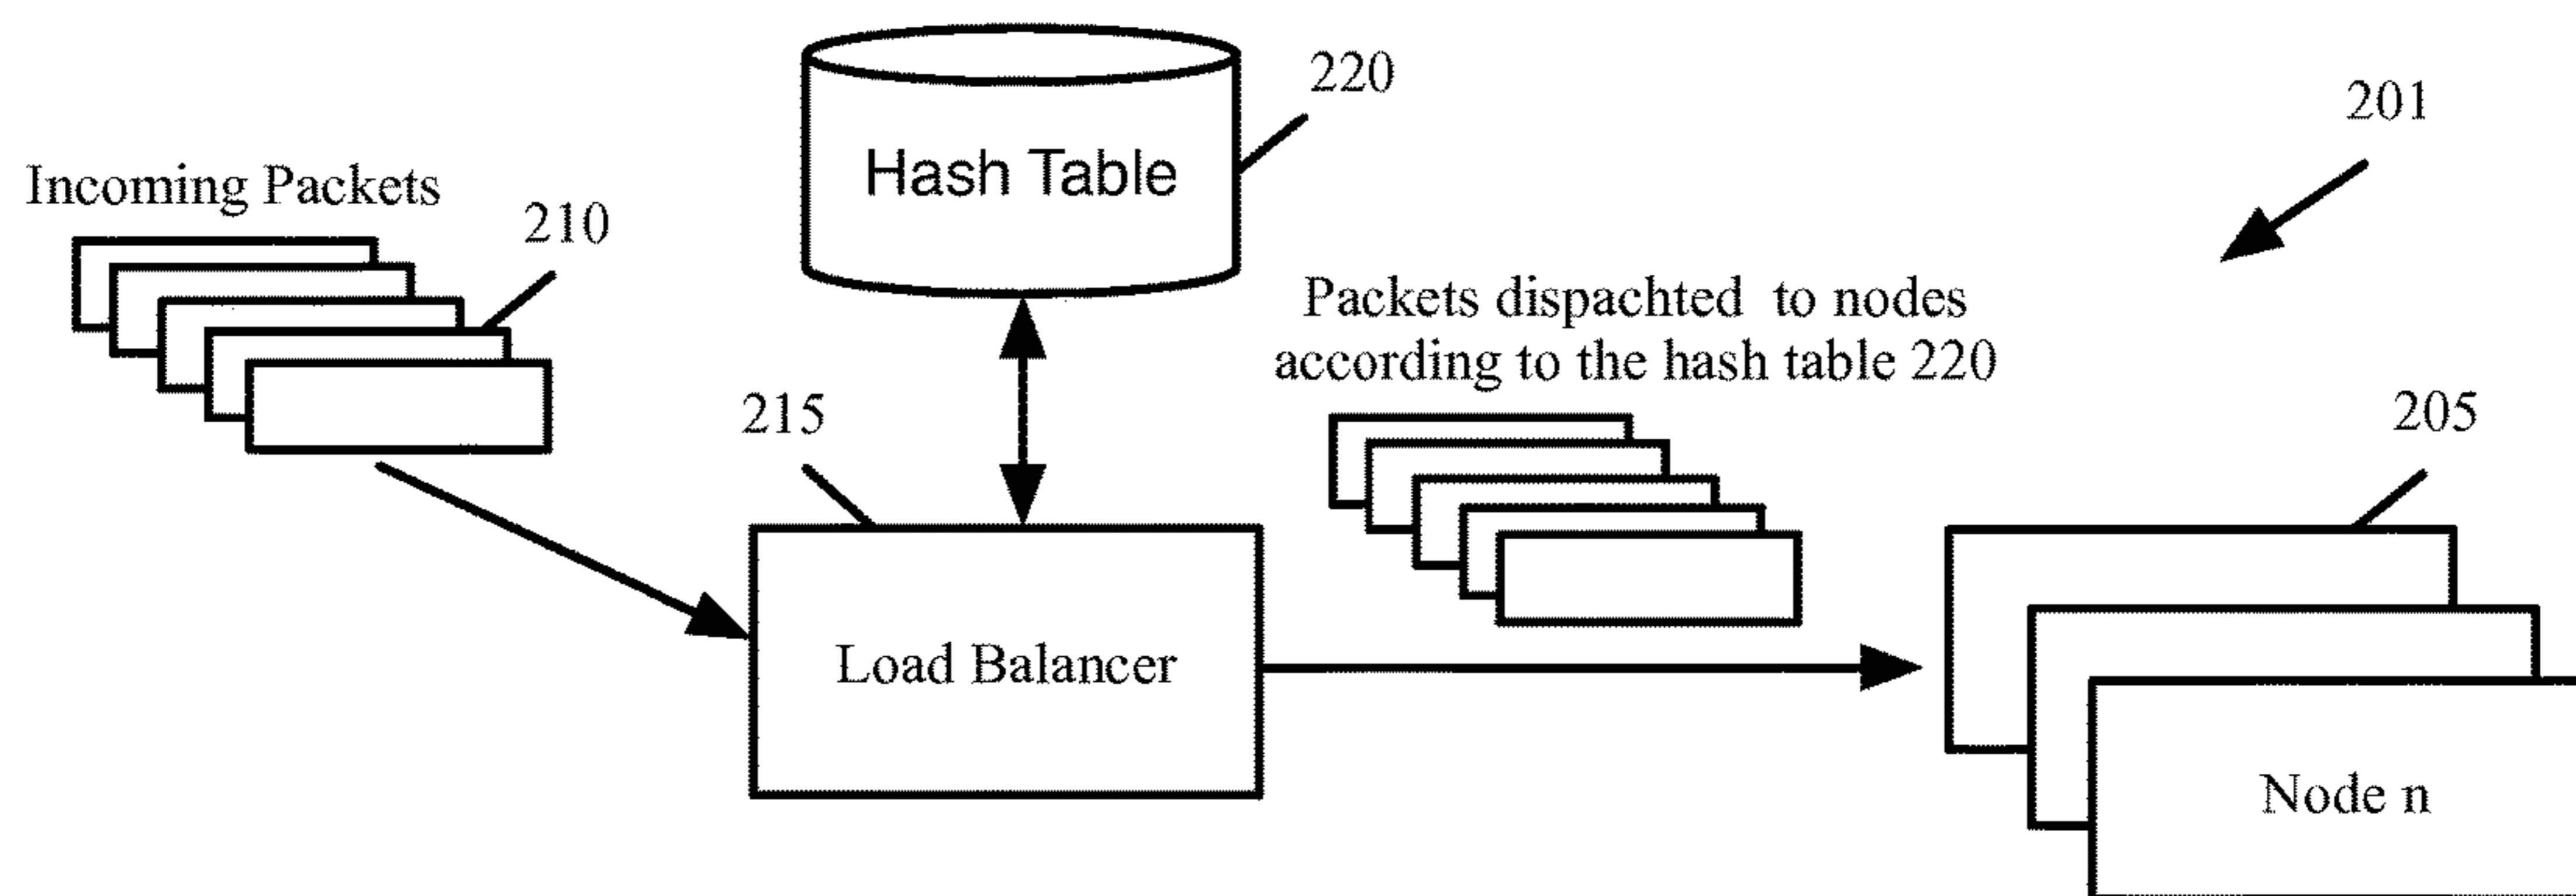 220
201
Hash Table
Incoming Packets
210
Packets dispachted to nodes
according to the hash table 220
215
205
Load Balancer
Node n